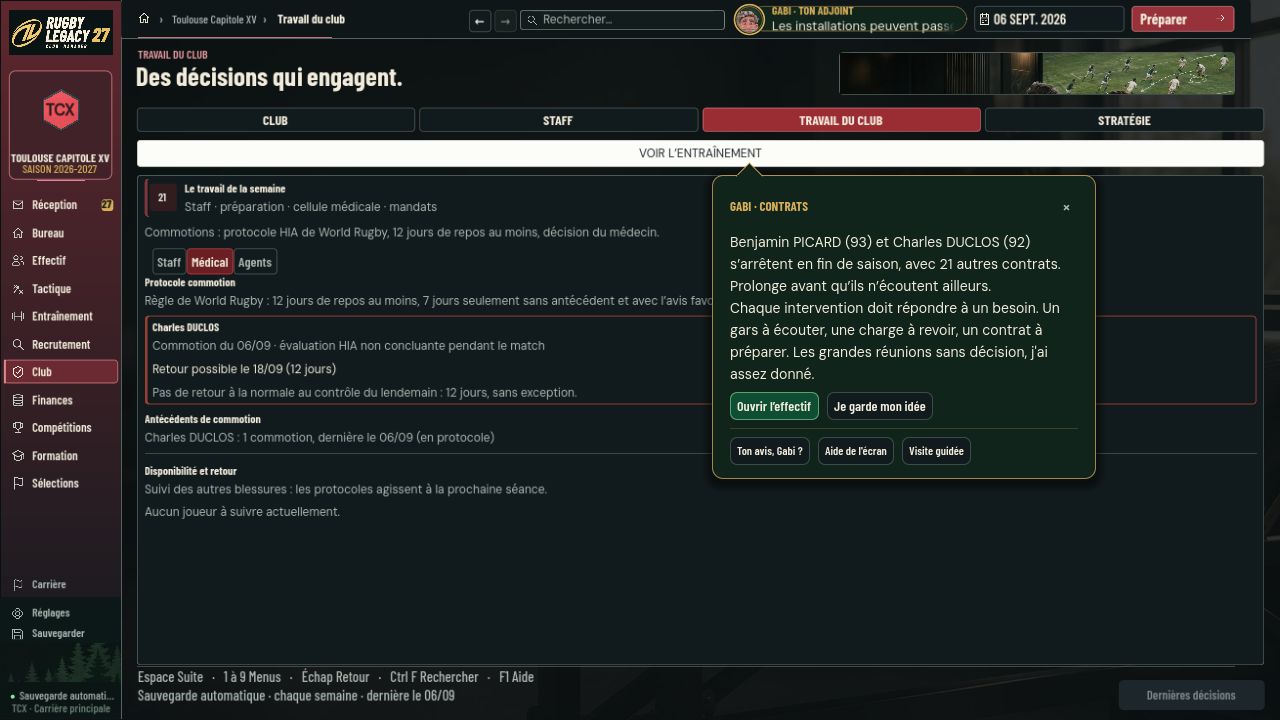 RUGBY
LEGACY 27
CLUB MANAGER
Toulouse Capitole XV
Travail du club
Rechercher...
GABI · TON ADJOINT
Les installations peuvent pass
06 SEPT. 2026
Préparer
TCX
TOULOUSE CAPITOLE XV
SAISON 2026-2027
Réception
27
Bureau
Effectif
Tactique
Entraînement
Recrutement
Club
Finances
Compétitions
Formation
Sélections
Carrière
Réglages
Sauvegarder
Sauvegarde automati...
TCX · Carrière principale
TRAVAIL DU CLUB
Des décisions qui engagent.
CLUB
STAFF
TRAVAIL DU CLUB
STRATÉGIE
VOIR L'ENTRAÎNEMENT
21
Le travail de la semaine
Staff · préparation · cellule médicale · mandats
Commotions : protocole HIA de World Rugby, 12 jours de repos au moins, décision du médecin.
Staff
Médical
Agents
Protocole commotion
Règle de World Rugby : 12 jours de repos au moins, 7 jours seulement sans antécédent et avec l'avis favo
Charles DUCLOS
Commotion du 06/09 · évaluation HIA non concluante pendant le match
Retour possible le 18/09 (12 jours)
Pas de retour à la normale au contrôle du lendemain : 12 jours, sans exception.
Antécédents de commotion
Charles DUCLOS : 1 commotion, dernière le 06/09 (en protocole)
Disponibilité et retour
Suivi des autres blessures : les protocoles agissent à la prochaine séance.
Aucun joueur à suivre actuellement.
GABI · CONTRATS
×
Benjamin PICARD (93) et Charles DUCLOS (92)
s'arrêtent en fin de saison, avec 21 autres contrats.
Prolonge avant qu'ils n'écoutent ailleurs.
Chaque intervention doit répondre à un besoin. Un
gars à écouter, une charge à revoir, un contrat à
préparer. Les grandes réunions sans décision, j'ai
assez donné.
Ouvrir l'effectif
Je garde mon idée
Ton avis, Gabi ?
Aide de l'écran
Visite guidée
Espace Suite · 1 à 9 Menus · Échap Retour · Ctrl F Rechercher · F1 Aide
Sauvegarde automatique · chaque semaine · dernière le 06/09
Dernières décisions